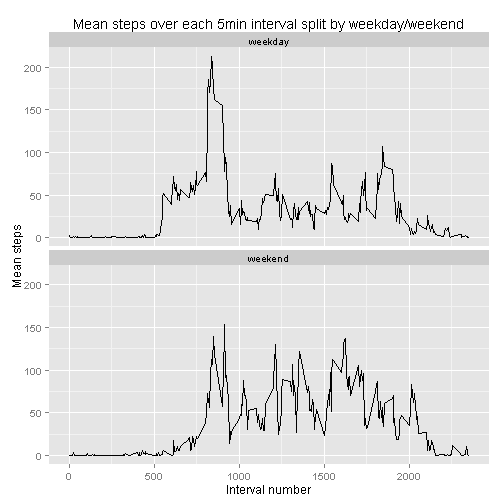 Mean steps over each 5min interval split by weekday/weekend
weekday
200
150
100
50
0
Mean steps
weekend
200
150
100
50
0
0 500 1000 1500 2000
Interval number